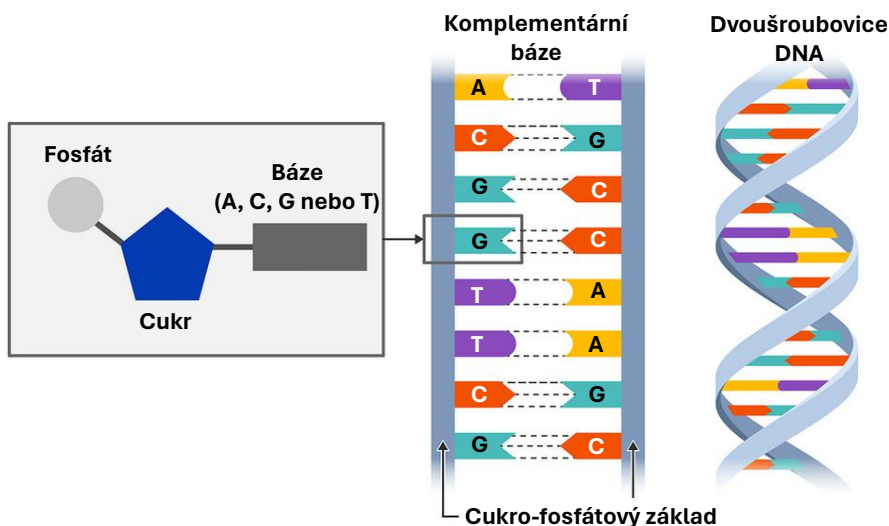 Komplementární
báze
Dvoušroubovice
DNA
Fosfát
Báze
(A, C, G nebo T)
Cukr
A T
C G
G C
G C
T A
T A
C G
G C
Cukro-fosfátový základ